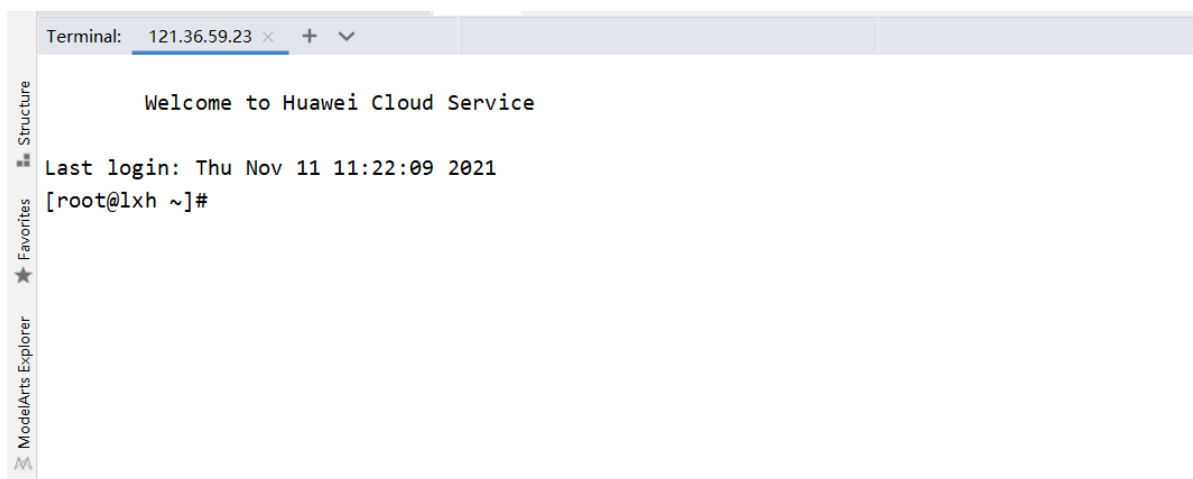 Terminal: 121.36.59.23 × + ∨
Structure
Favorites
ModelArts Explorer
Welcome to Huawei Cloud Service
Last login: Thu Nov 11 11:22:09 2021
[root@lxh ~]#